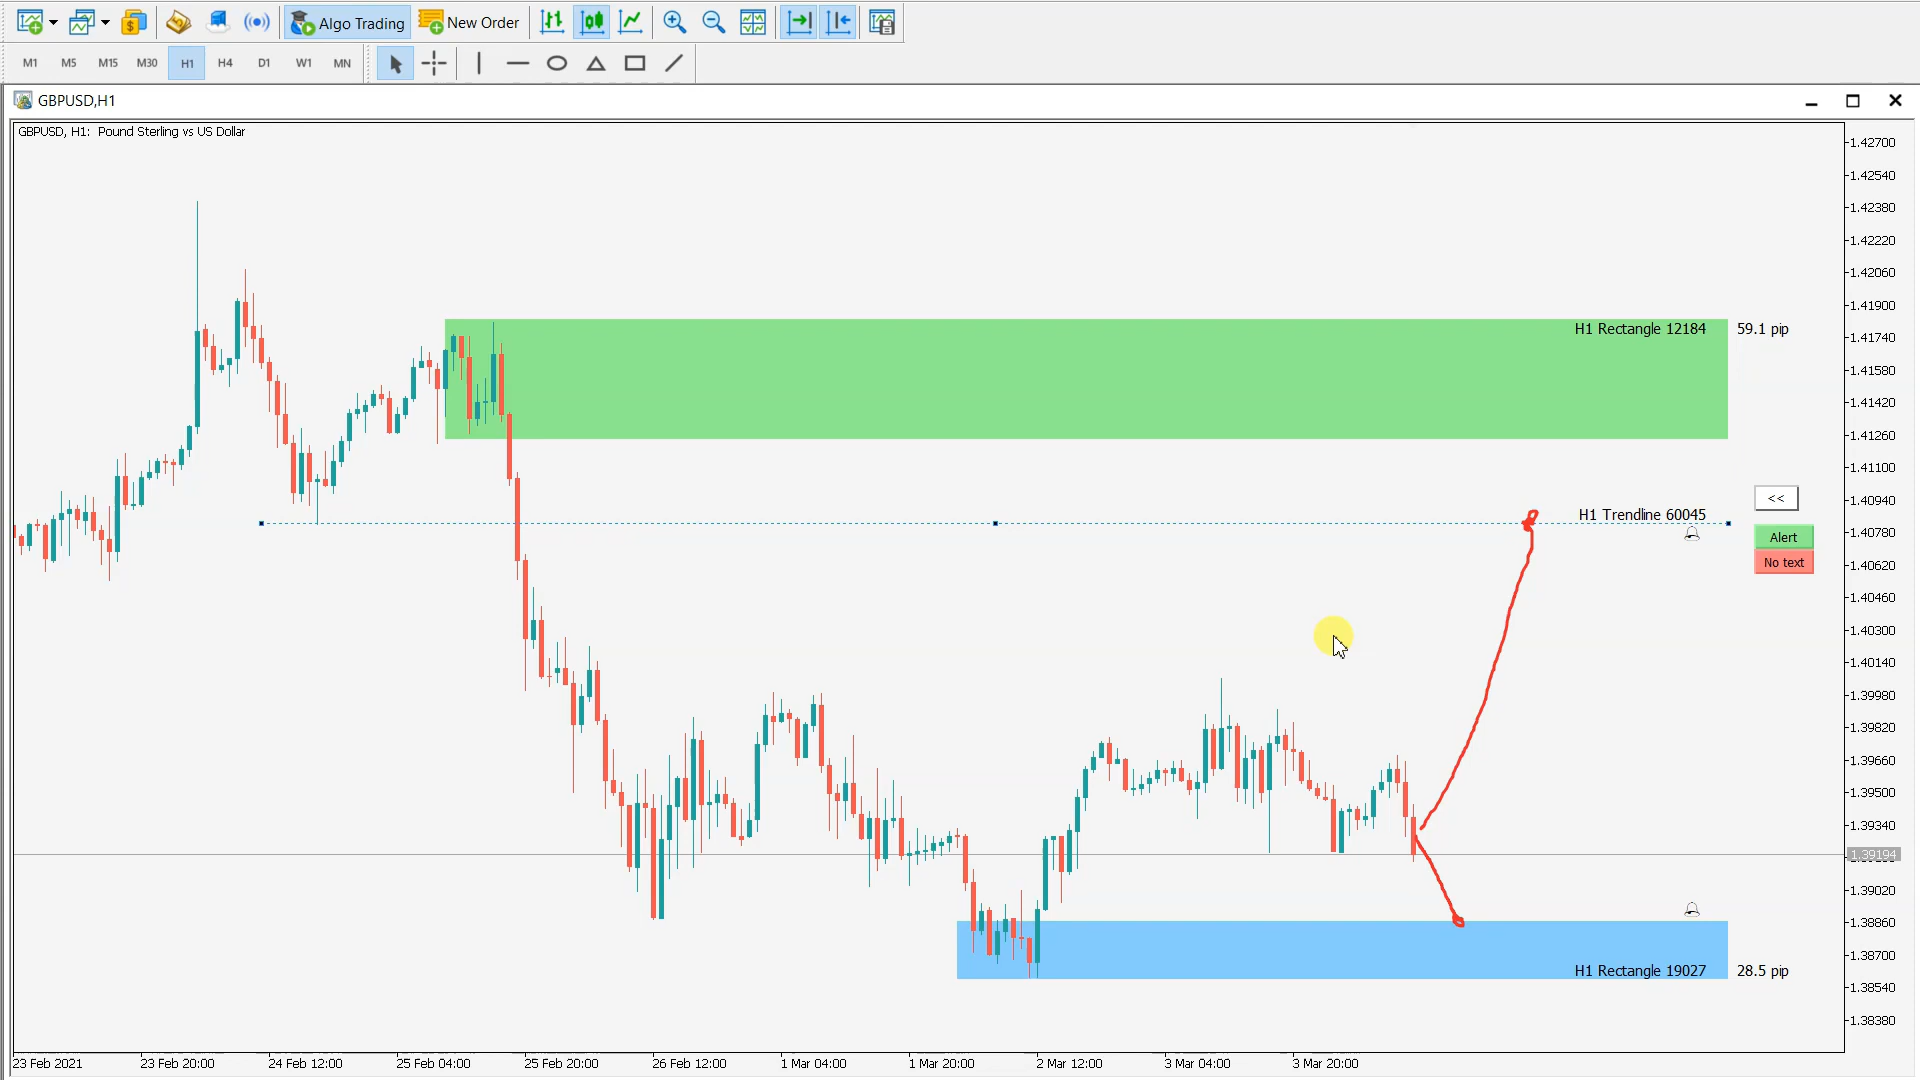 Algo Trading New Order
M1 M5 M15 M30 H1 H4 D1 W1 MN
GBPUSD,H1
GBPUSD, H1: Pound Sterling vs US Dollar
1.42700
1.42540
1.42380
1.42220
1.42060
1.41900
H1 Rectangle 12184 59.1 pip
1.41740
1.41580
1.41420
1.41260
1.41100
<<
1.40940
H1 Trendline 60045
1.40780
Alert
No text
1.40620
1.40460
1.40300
1.40140
1.39980
1.39820
1.39660
1.39500
1.39340
1.39194
1.39020
1.38860
1.38700
H1 Rectangle 19027 28.5 pip
1.38540
1.38380
23 Feb 2021 23 Feb 20:00 24 Feb 12:00 25 Feb 04:00 25 Feb 20:00 26 Feb 12:00 1 Mar 04:00 1 Mar 20:00 2 Mar 12:00 3 Mar 04:00 3 Mar 20:00